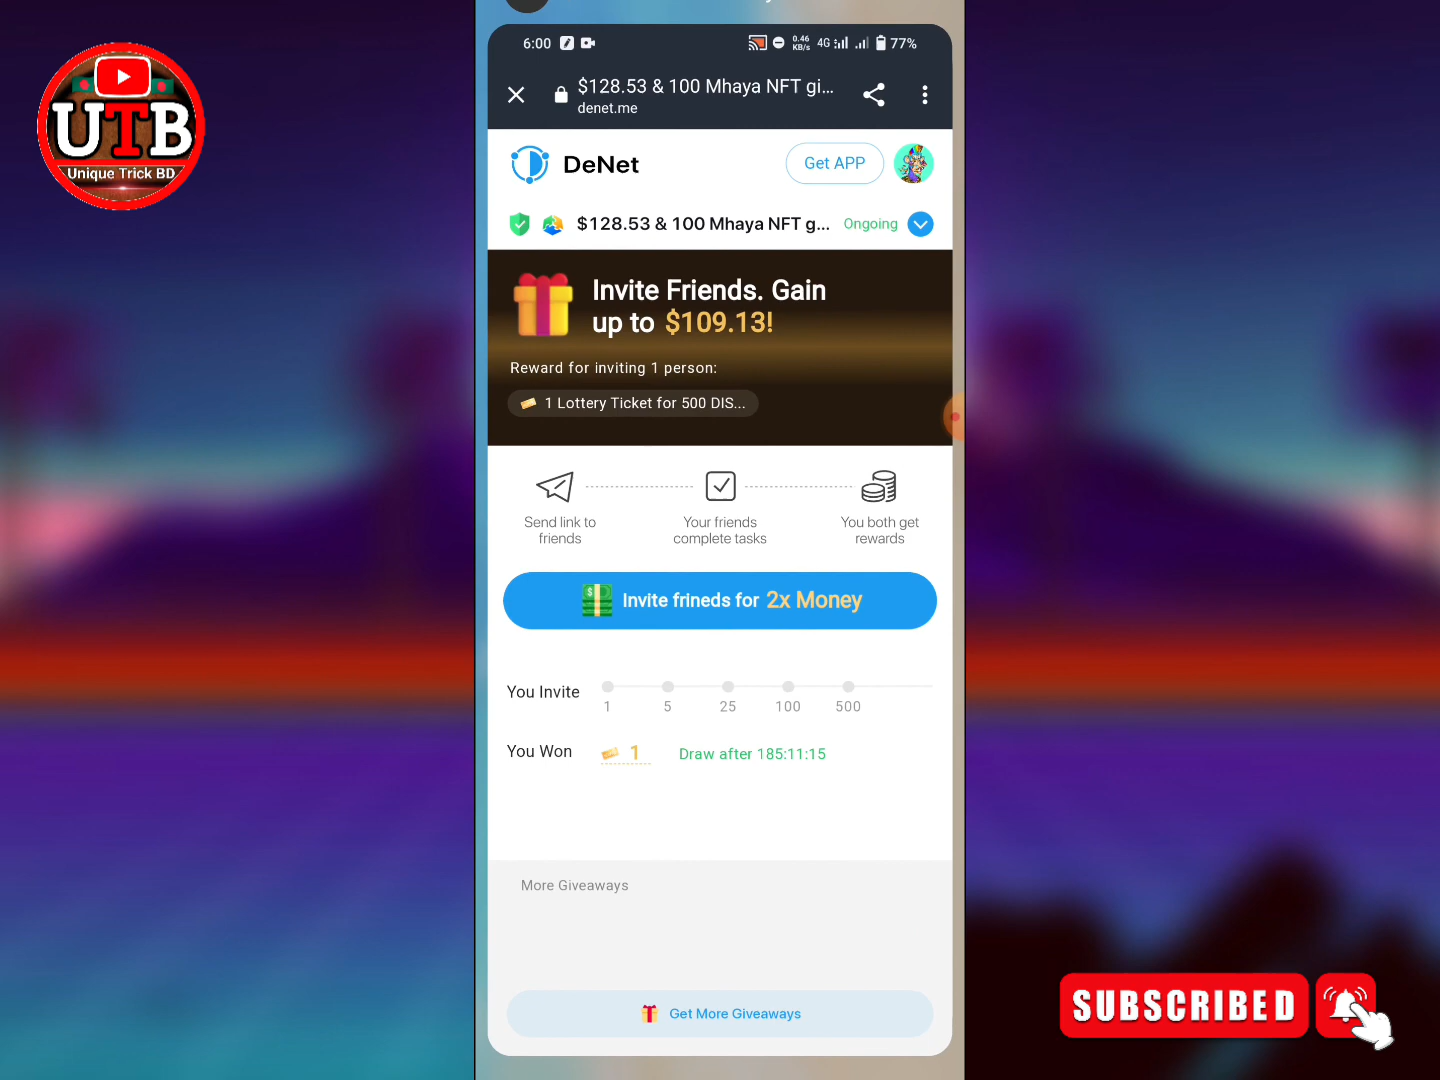 UTB
Unique Trick BD
6:00
0.46 KB/s
4G
77%
$128.53 & 100 Mhaya NFT gi...
denet.me
DeNet
Get APP
$128.53 & 100 Mhaya NFT g...
Ongoing
Invite Friends. Gain
up to $109.13!
Reward for inviting 1 person:
1 Lottery Ticket for 500 DIS...
Send link to
friends
Your friends
complete tasks
You both get
rewards
Invite frineds for 2x Money
You Invite
1 5 25 100 500
You Won 1 Draw after 185:11:15
More Giveaways
Get More Giveaways
SUBSCRIBED